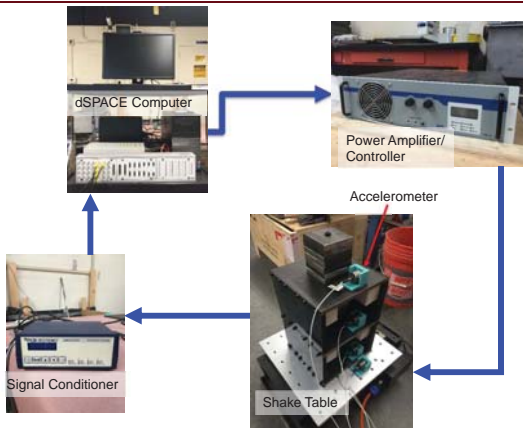 dSPACE Computer
Power Amplifier/
Controller
Accelerometer
Signal Conditioner
Shake Table